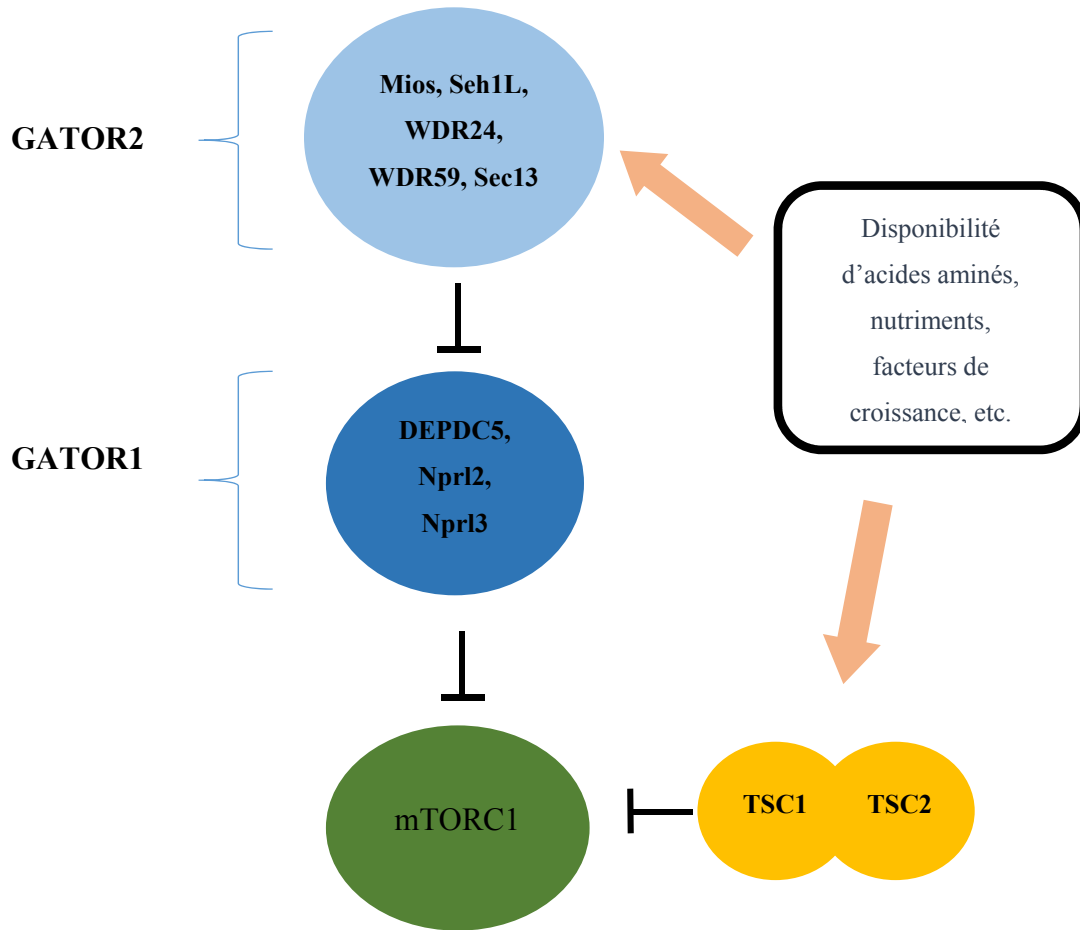 GATOR2
Mios, Seh1L,
WDR24,
WDR59, Sec13
Disponibilité
d’acides aminés,
nutriments,
facteurs de
croissance, etc.
GATOR1
DEPDC5,
Nprl2,
Nprl3
mTORC1
TSC1
TSC2